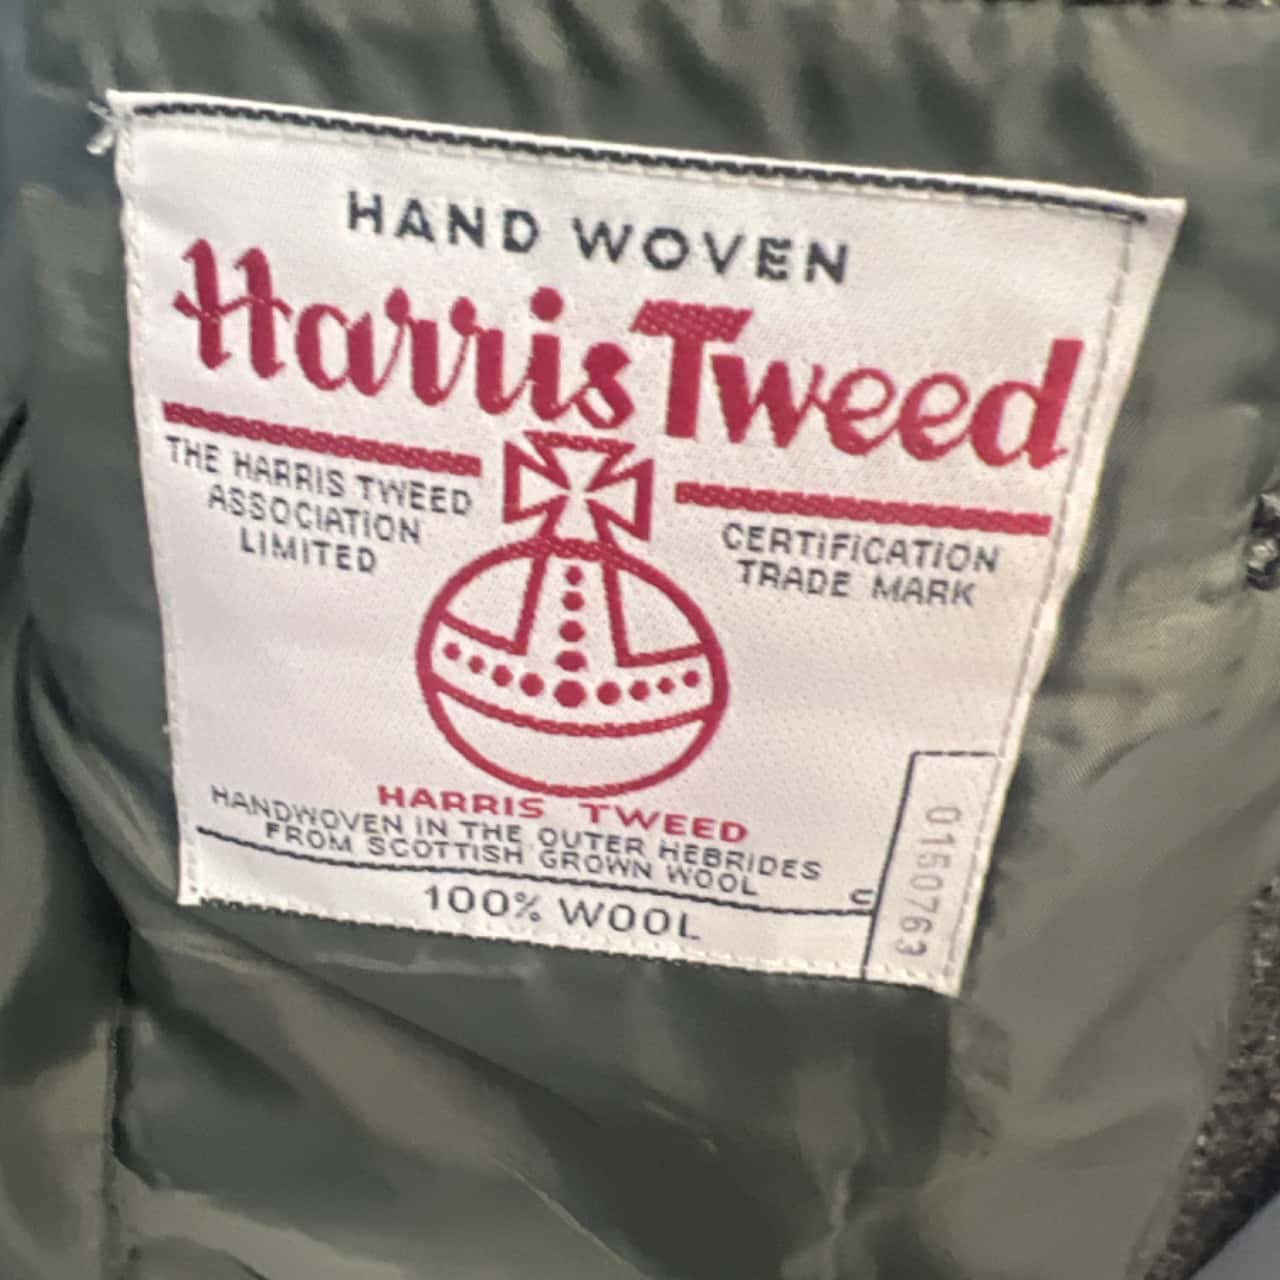 HAND WOVEN
Harris Tweed
THE HARRIS TWEED
ASSOCIATION
LIMITED
CERTIFICATION
TRADE MARK
HARRIS TWEED
HANDWOVEN IN THE OUTER HEBRIDES
FROM SCOTTISH GROWN WOOL
100% WOOL
U
0150763